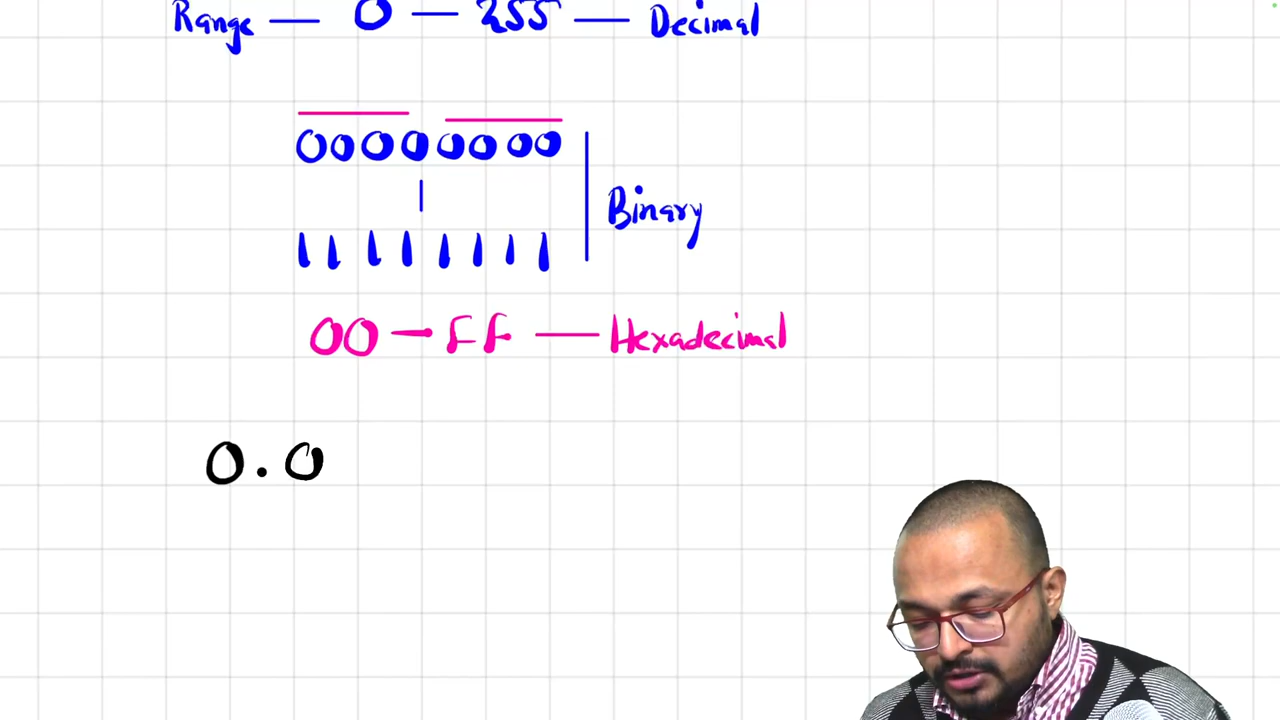 Range — 0 — 255 — Decimal
00000000
|
11111111
Binary
00 — FF — Hexadecimal
0.0